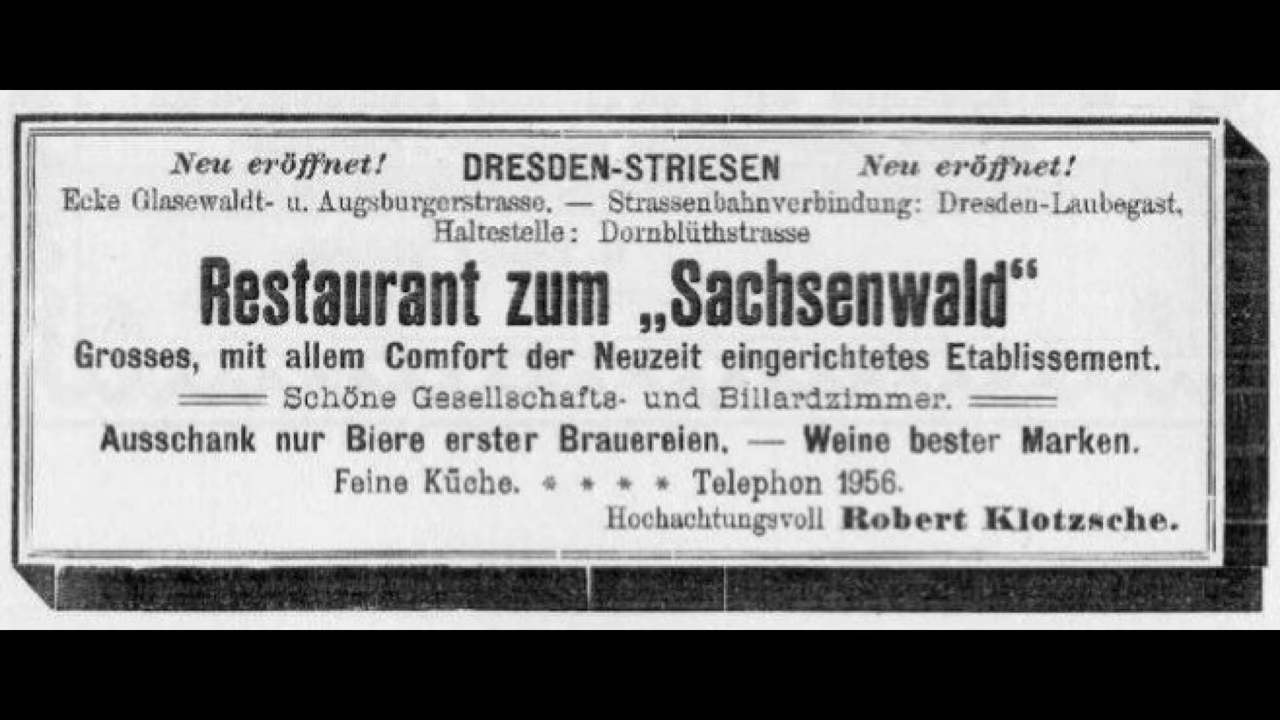 Neu eröffnet! DRESDEN-STRIESEN Neu eröffnet!
Ecke Glasewaldt- u. Augsburgerstrasse. — Strassenbahnverbindung: Dresden-Laubegast,
Haltestelle: Dornblüthstrasse
Restaurant zum „Sachsenwald“
Grosses, mit allem Comfort der Neuzeit eingerichtetes Etablissement.
Schöne Gesellschafts- und Billardzimmer.
Ausschank nur Biere erster Brauereien. — Weine bester Marken.
Feine Küche. * * * * Telephon 1956.
Hochachtungsvoll Robert Klotzsche.